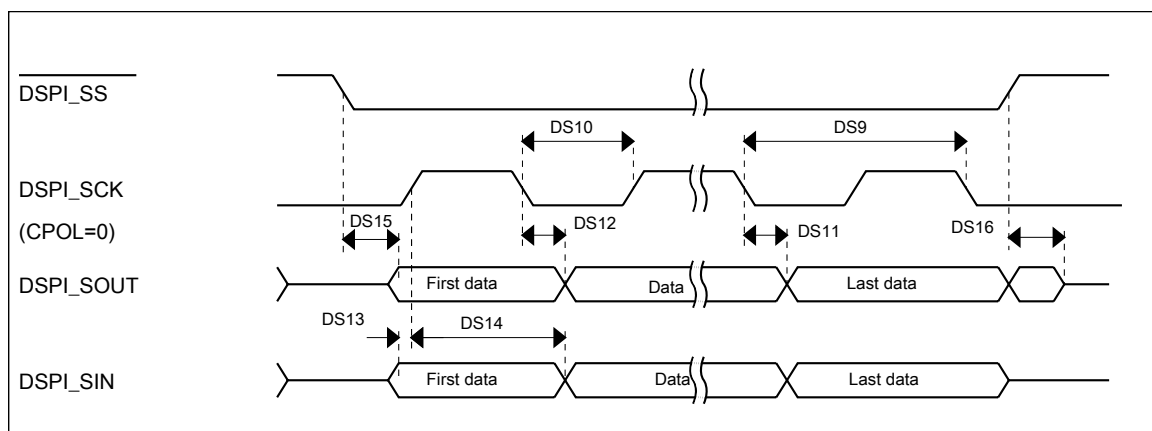 DSPI_SS
DS10
DS9
DSPI_SCK
(CPOL=0)
DS15
DS12
DS11
DS16
DSPI_SOUT
First data
Data
Last data
DS13
DS14
DSPI_SIN
First data
Data
Last data